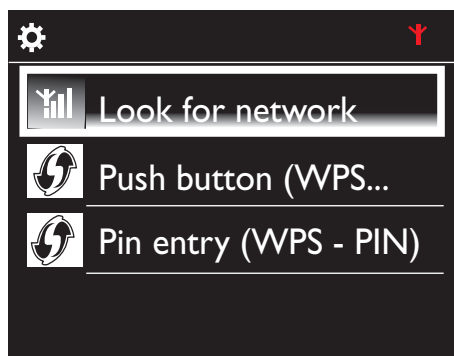 Look for network
Push button (WPS...
Pin entry (WPS - PIN)